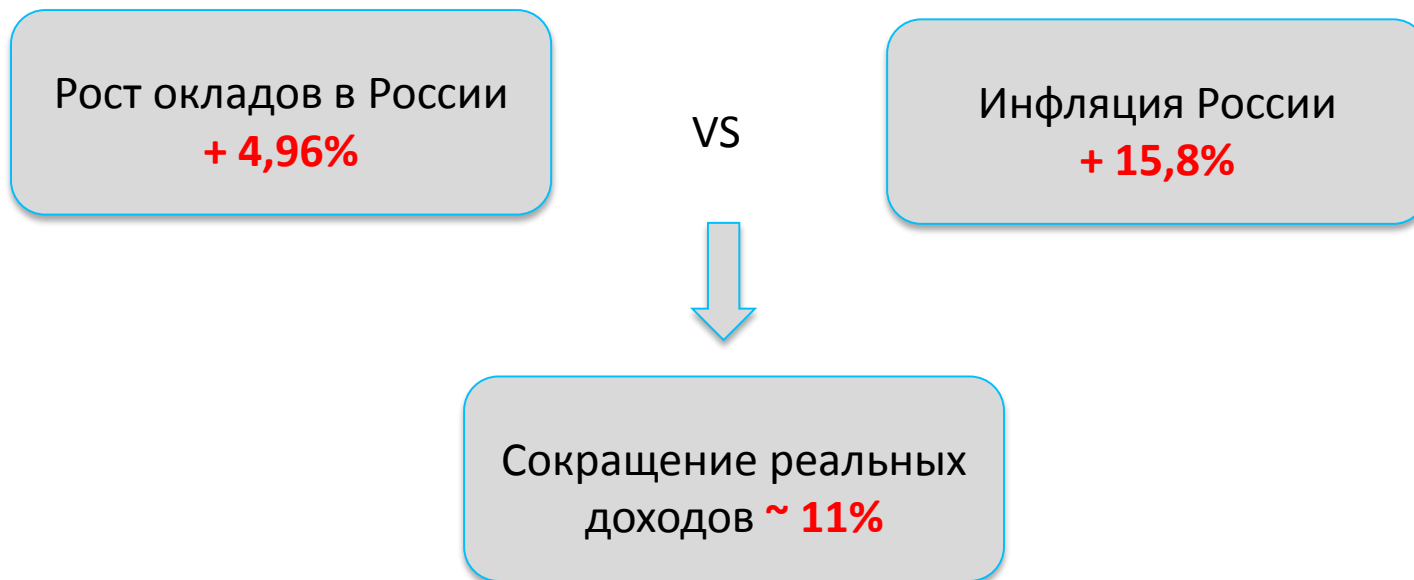 Рост окладов в России
+ 4,96%
VS
Инфляция России
+ 15,8%
Сокращение реальных
доходов ~ 11%